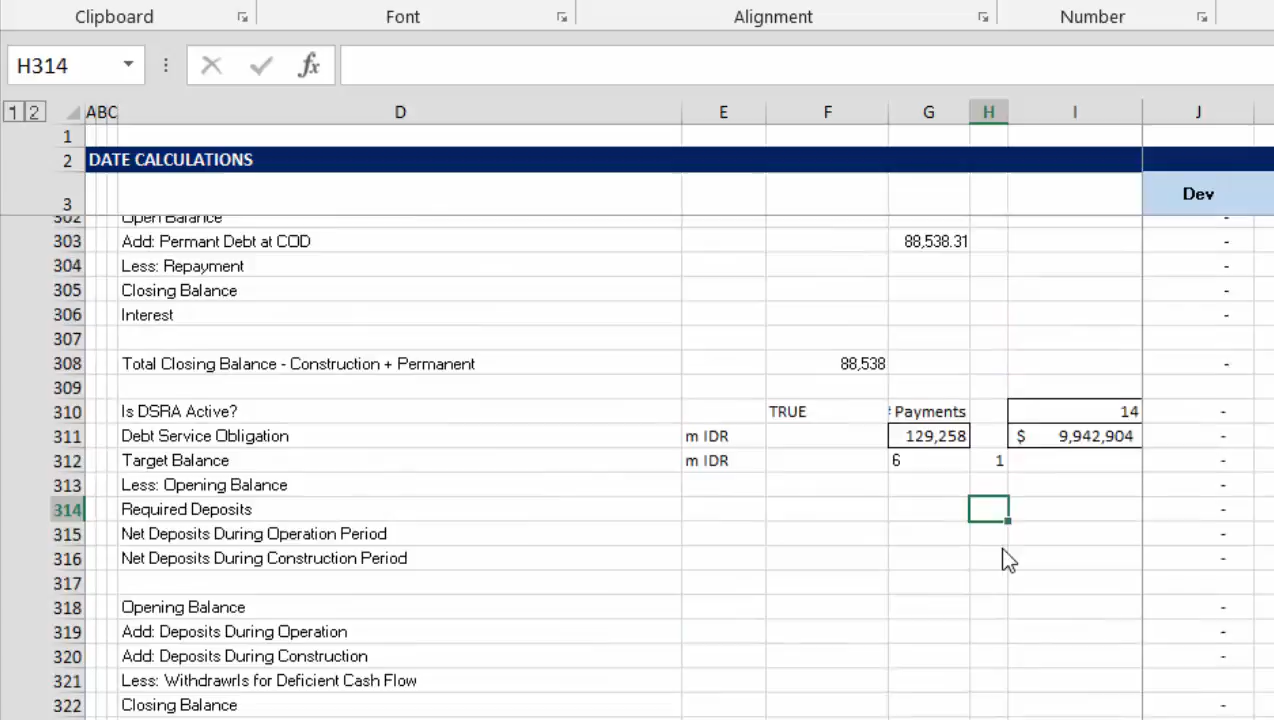 Clipboard Font Alignment Number
H314 fx
1 2 A B C D E F G H I J
1
2 DATE CALCULATIONS
3 Dev
302 Open Balance -
303 Add: Permant Debt at COD 88,538.31 -
304 Less: Repayment -
305 Closing Balance -
306 Interest -
307
308 Total Closing Balance - Construction + Permanent 88,538 -
309
310 Is DSRA Active? TRUE # Payments 14 -
311 Debt Service Obligation m IDR 129,258 $ 9,942,904 -
312 Target Balance m IDR 6 1 -
313 Less: Opening Balance -
314 Required Deposits -
315 Net Deposits During Operation Period -
316 Net Deposits During Construction Period -
317
318 Opening Balance -
319 Add: Deposits During Operation -
320 Add: Deposits During Construction -
321 Less: Withdrawrls for Deficient Cash Flow
322 Closing Balance -